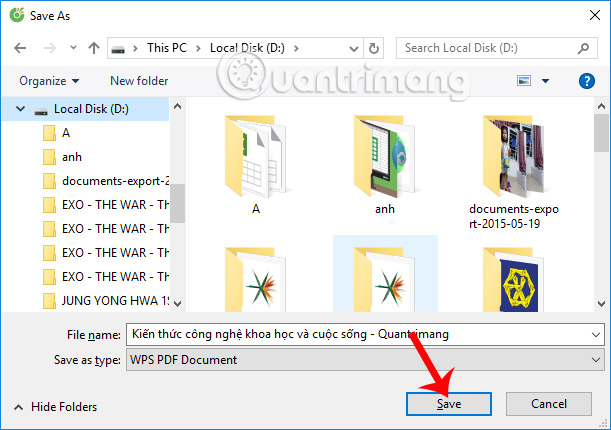 Save As
This PC
Local Disk (D:)
Search Local Disk (D:)
Organize
New folder
Quantrimang
Local Disk (D:)
A
anh
documents-export-2
EXO - THE WAR - Th
EXO - THE WAR - Th
EXO - THE WAR - Th
EXO - THE WAR - Th
JUNG YONG HWA 1S
A
anh
documents-expo
rt-2015-05-19
File name:
Kiến thức công nghệ khoa học và cuộc sống - Quantrimang
Save as type:
WPS PDF Document
Hide Folders
Save
Cancel